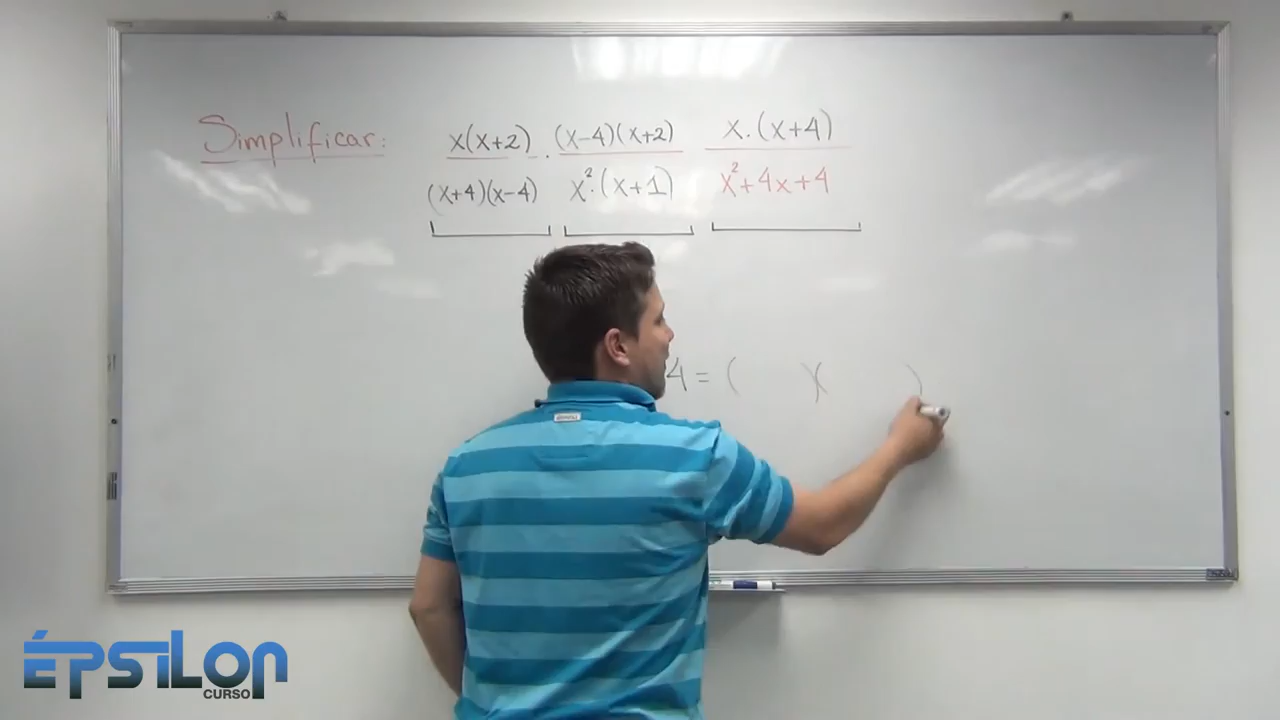 Simplificar: x(x+2) . (x-4)(x+2) x.(x+4)
(x+4)(x-4) x².(x+1) x²+4x+4
4 = ( )( )
ÉPSILON
CURSO